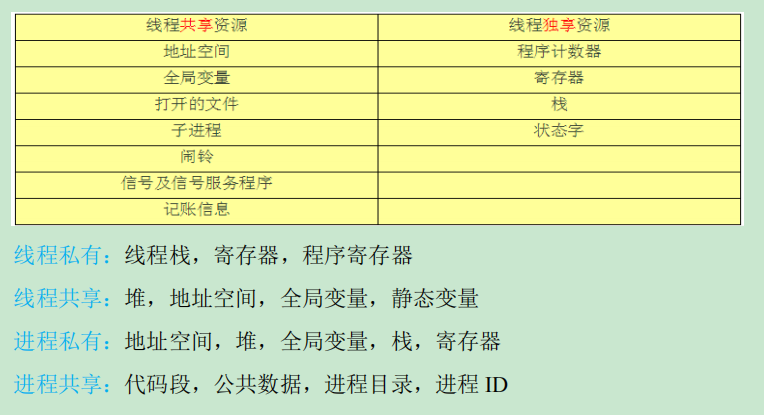 线程共享资源 线程独享资源
地址空间 程序计数器
全局变量 寄存器
打开的文件 栈
子进程 状态字
闹铃
信号及信号服务程序
记账信息
线程私有：线程栈，寄存器，程序寄存器
线程共享：堆，地址空间，全局变量，静态变量
进程私有：地址空间，堆，全局变量，栈，寄存器
进程共享：代码段，公共数据，进程目录，进程 ID